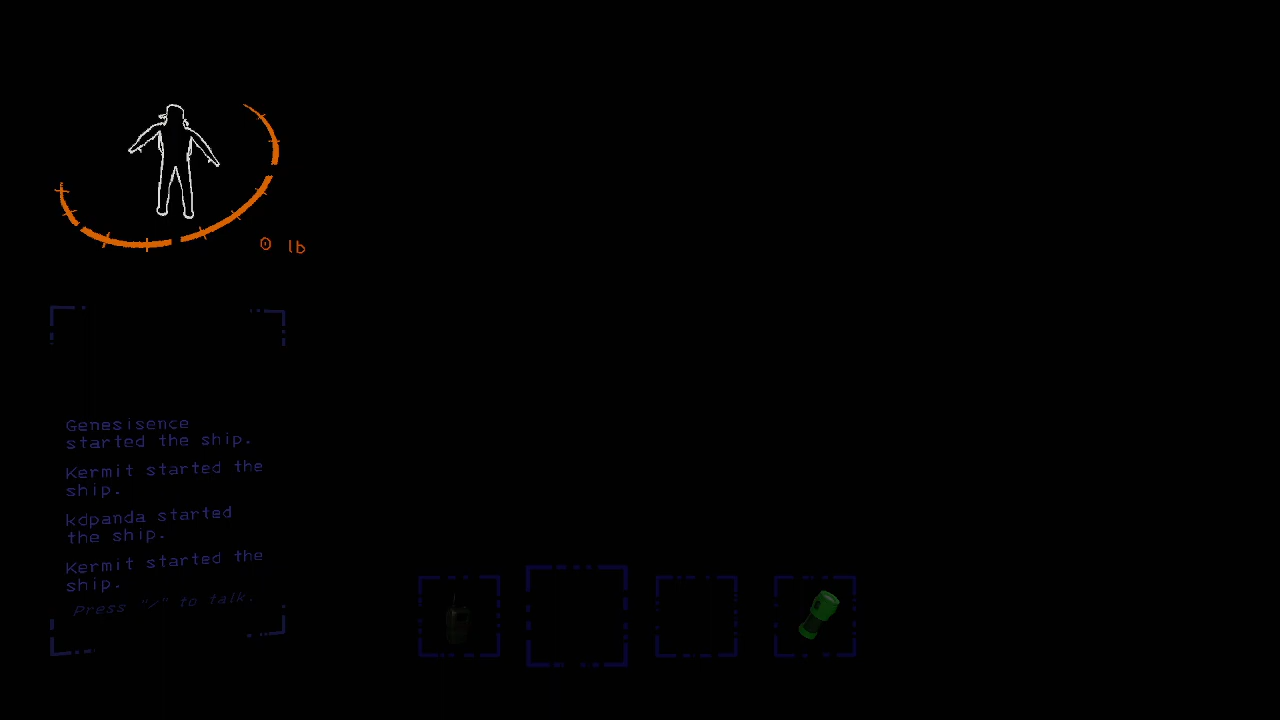 0 lb
Genesisence
started the ship.
Kermit started the
ship.
kdpanda started
the ship.
Kermit started the
ship.
Press "/" to talk.